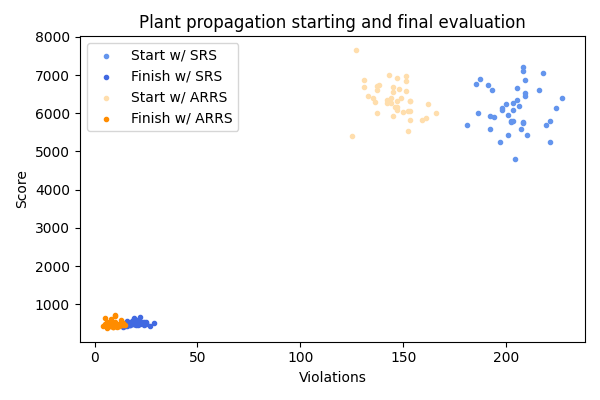 Plant propagation starting and final evaluation
Score
8000
7000
6000
5000
4000
3000
2000
1000
Start w/ SRS
Finish w/ SRS
Start w/ ARRS
Finish w/ ARRS
0 50 100 150 200
Violations